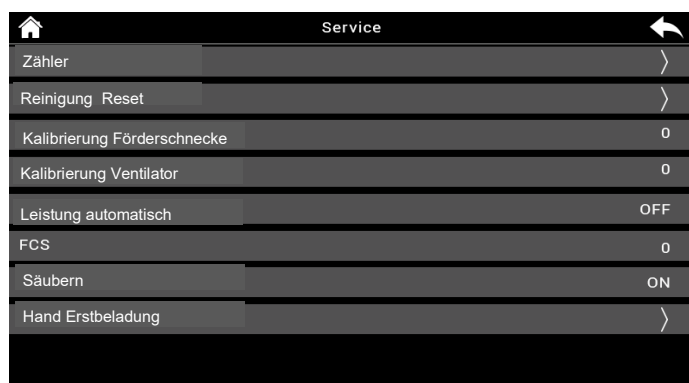 Service
Zähler
Reinigung Reset
Kalibrierung Förderschnecke 0
Kalibrierung Ventilator 0
Leistung automatisch OFF
FCS 0
Säubern ON
Hand Erstbeladung